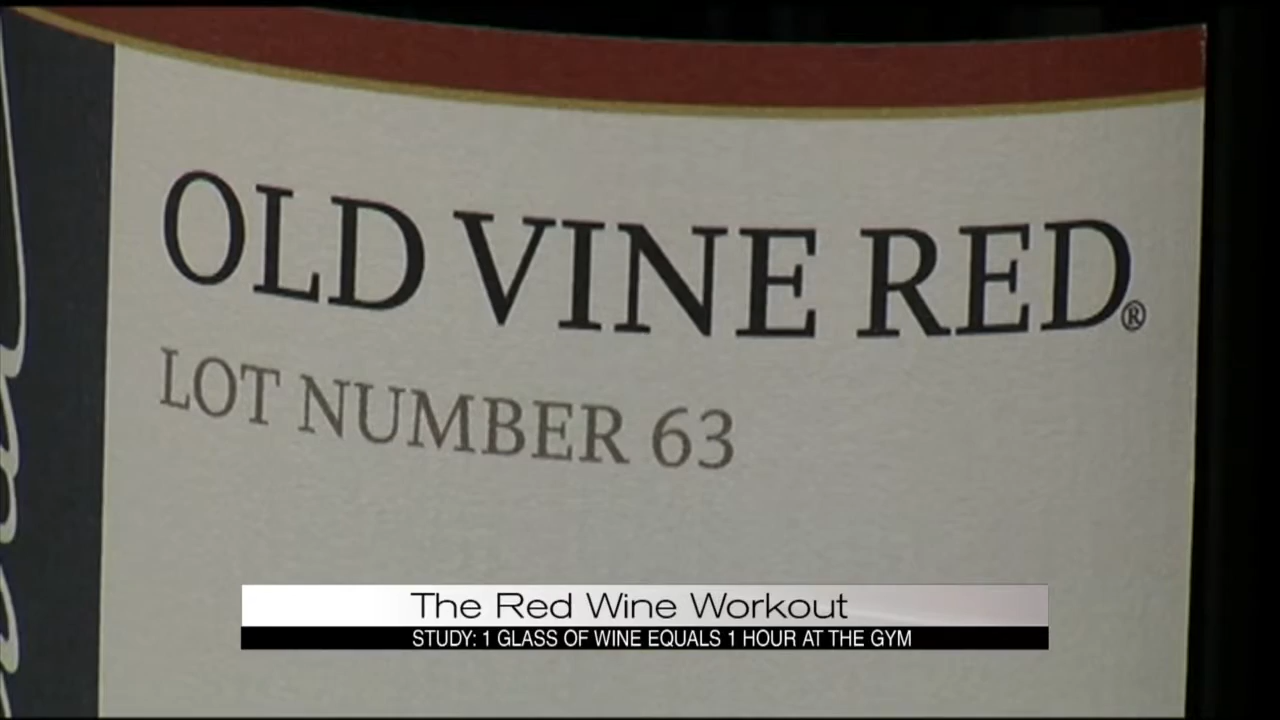 OLD VINE RED®
LOT NUMBER 63
The Red Wine Workout
STUDY: 1 GLASS OF WINE EQUALS 1 HOUR AT THE GYM